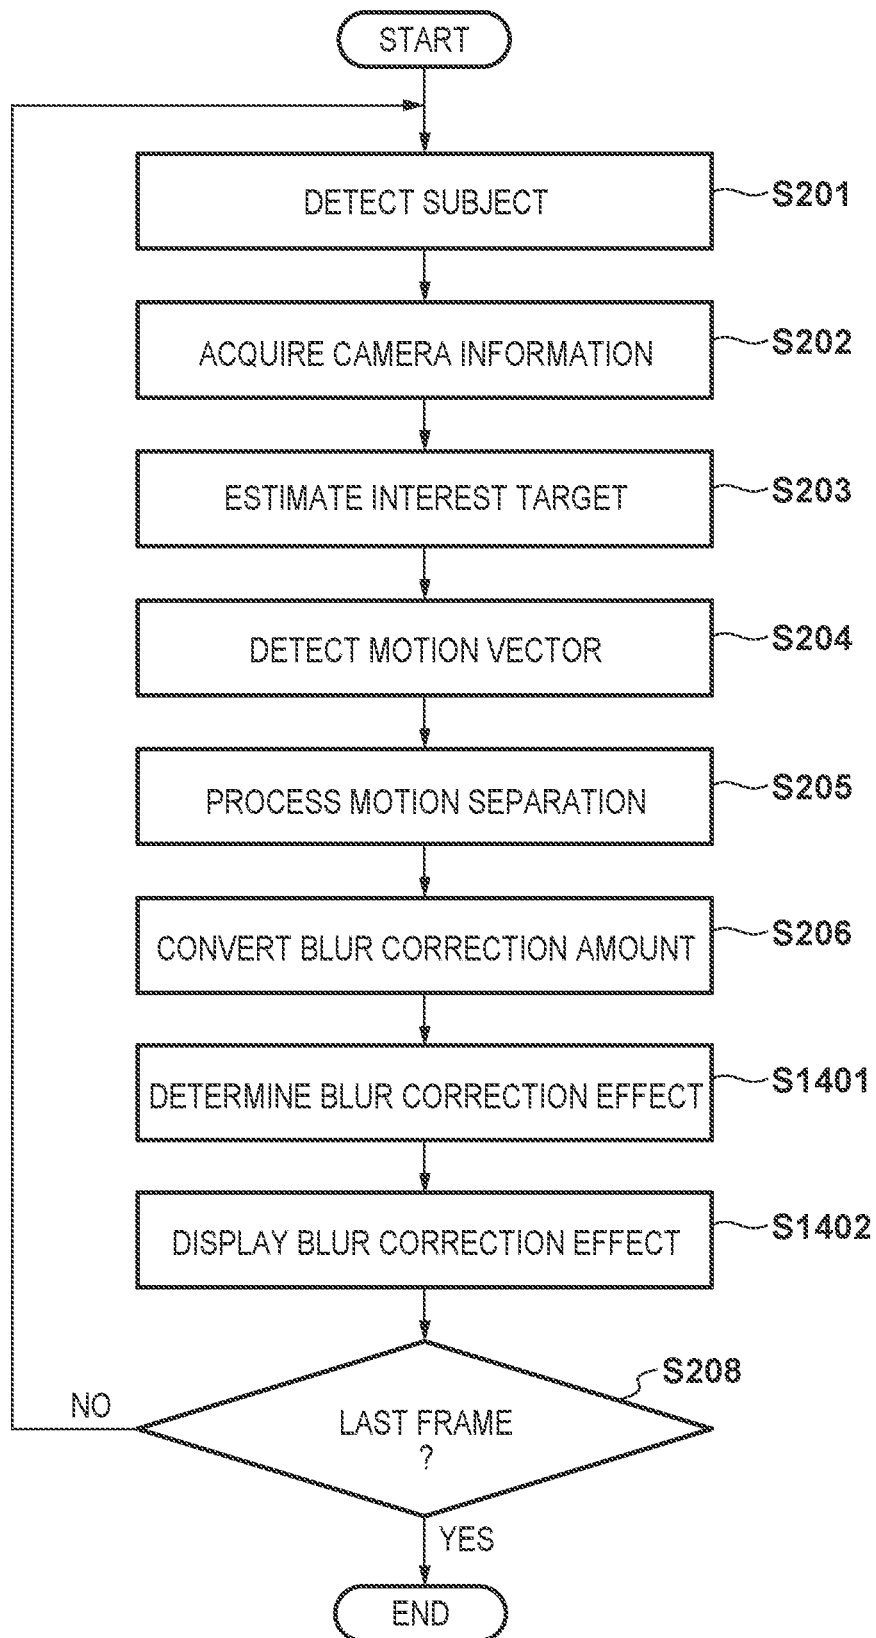 START
DETECT SUBJECT
S201
ACQUIRE CAMERA INFORMATION
S202
ESTIMATE INTEREST TARGET
S203
DETECT MOTION VECTOR
S204
PROCESS MOTION SEPARATION
S205
CONVERT BLUR CORRECTION AMOUNT
S206
DETERMINE BLUR CORRECTION EFFECT
S1401
DISPLAY BLUR CORRECTION EFFECT
S1402
S208
NO
LAST FRAME
?
YES
END